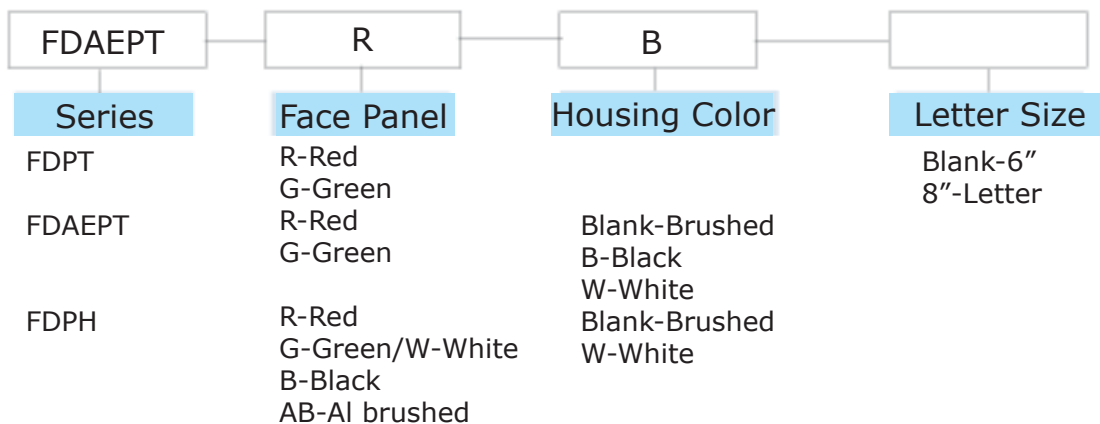 FDAEPT R B
Series Face Panel Housing Color Letter Size
FDPT R-Red Blank-6”
G-Green 8”-Letter
FDAEPT R-Red Blank-Brushed
G-Green B-Black
W-White
FDPH R-Red Blank-Brushed
G-Green/W-White W-White
B-Black
AB-Al brushed